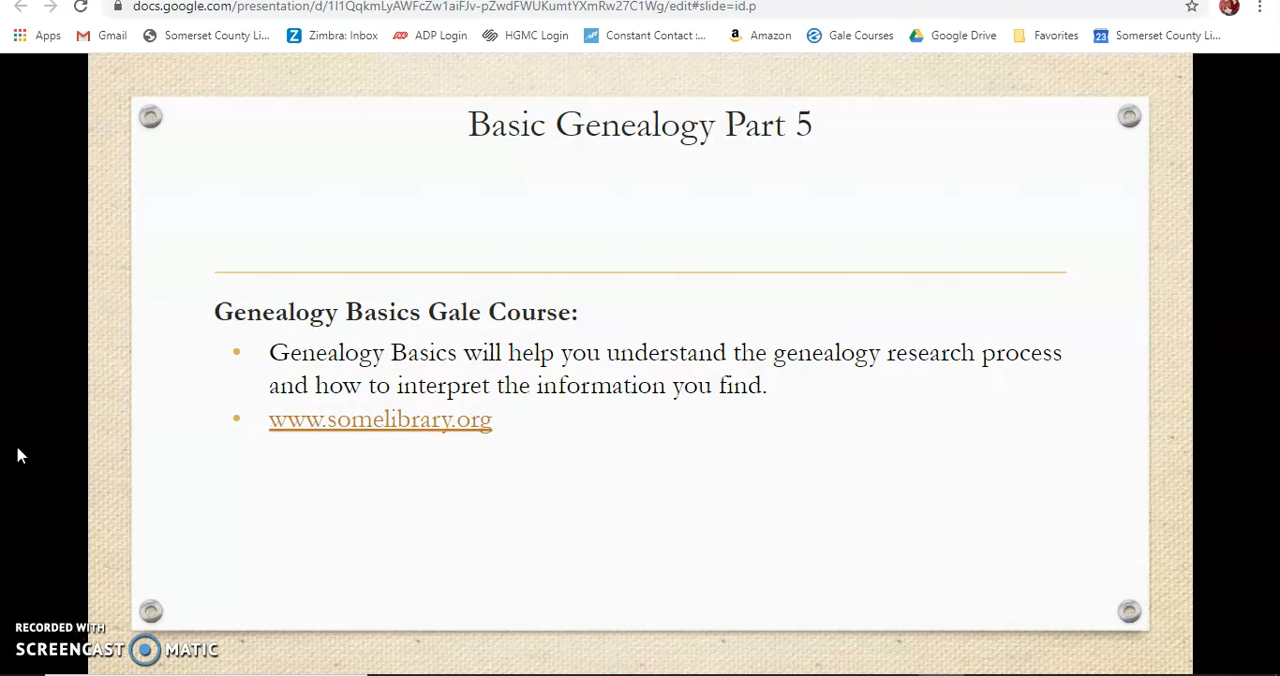 docs.google.com/presentation/d/1I1QqkmLyAWFcZw1aiFJv-pZwdFWUKumtYXmRw27C1Wg/edit#slide=id.p
Apps Gmail Somerset County Li... Zimbra: Inbox ADP Login HGMC Login Constant Contact :... Amazon Gale Courses Google Drive Favorites 23 Somerset County Li...
Basic Genealogy Part 5
Genealogy Basics Gale Course:
• Genealogy Basics will help you understand the genealogy research process
and how to interpret the information you find.
• www.somelibrary.org
RECORDED WITH
SCREENCAST MATIC